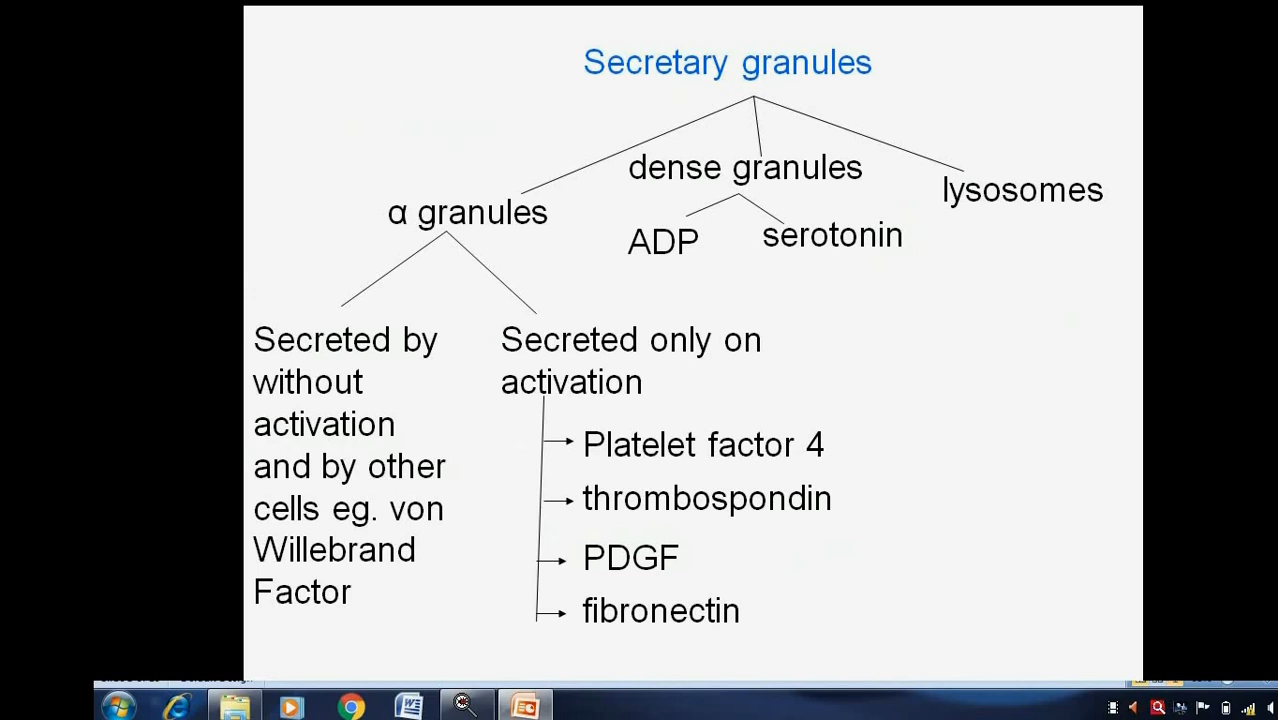 Secretary granules
dense granules
lysosomes
α granules
ADP
serotonin
Secreted by
without
activation
and by other
cells eg. von
Willebrand
Factor
Secreted only on
activation
Platelet factor 4
thrombospondin
PDGF
fibronectin